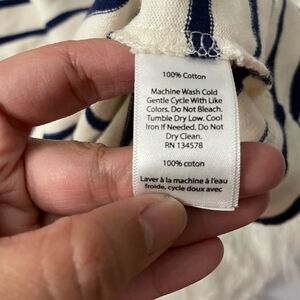 100% Cotton
Machine Wash Cold
Gentle Cycle With Like
Colors. Do Not Bleach.
Tumble Dry Low. Cool
Iron If Needed. Do Not
Dry Clean.
RN 134578
100% coton
Laver à la machine à l'eau
froide, cycle doux avec